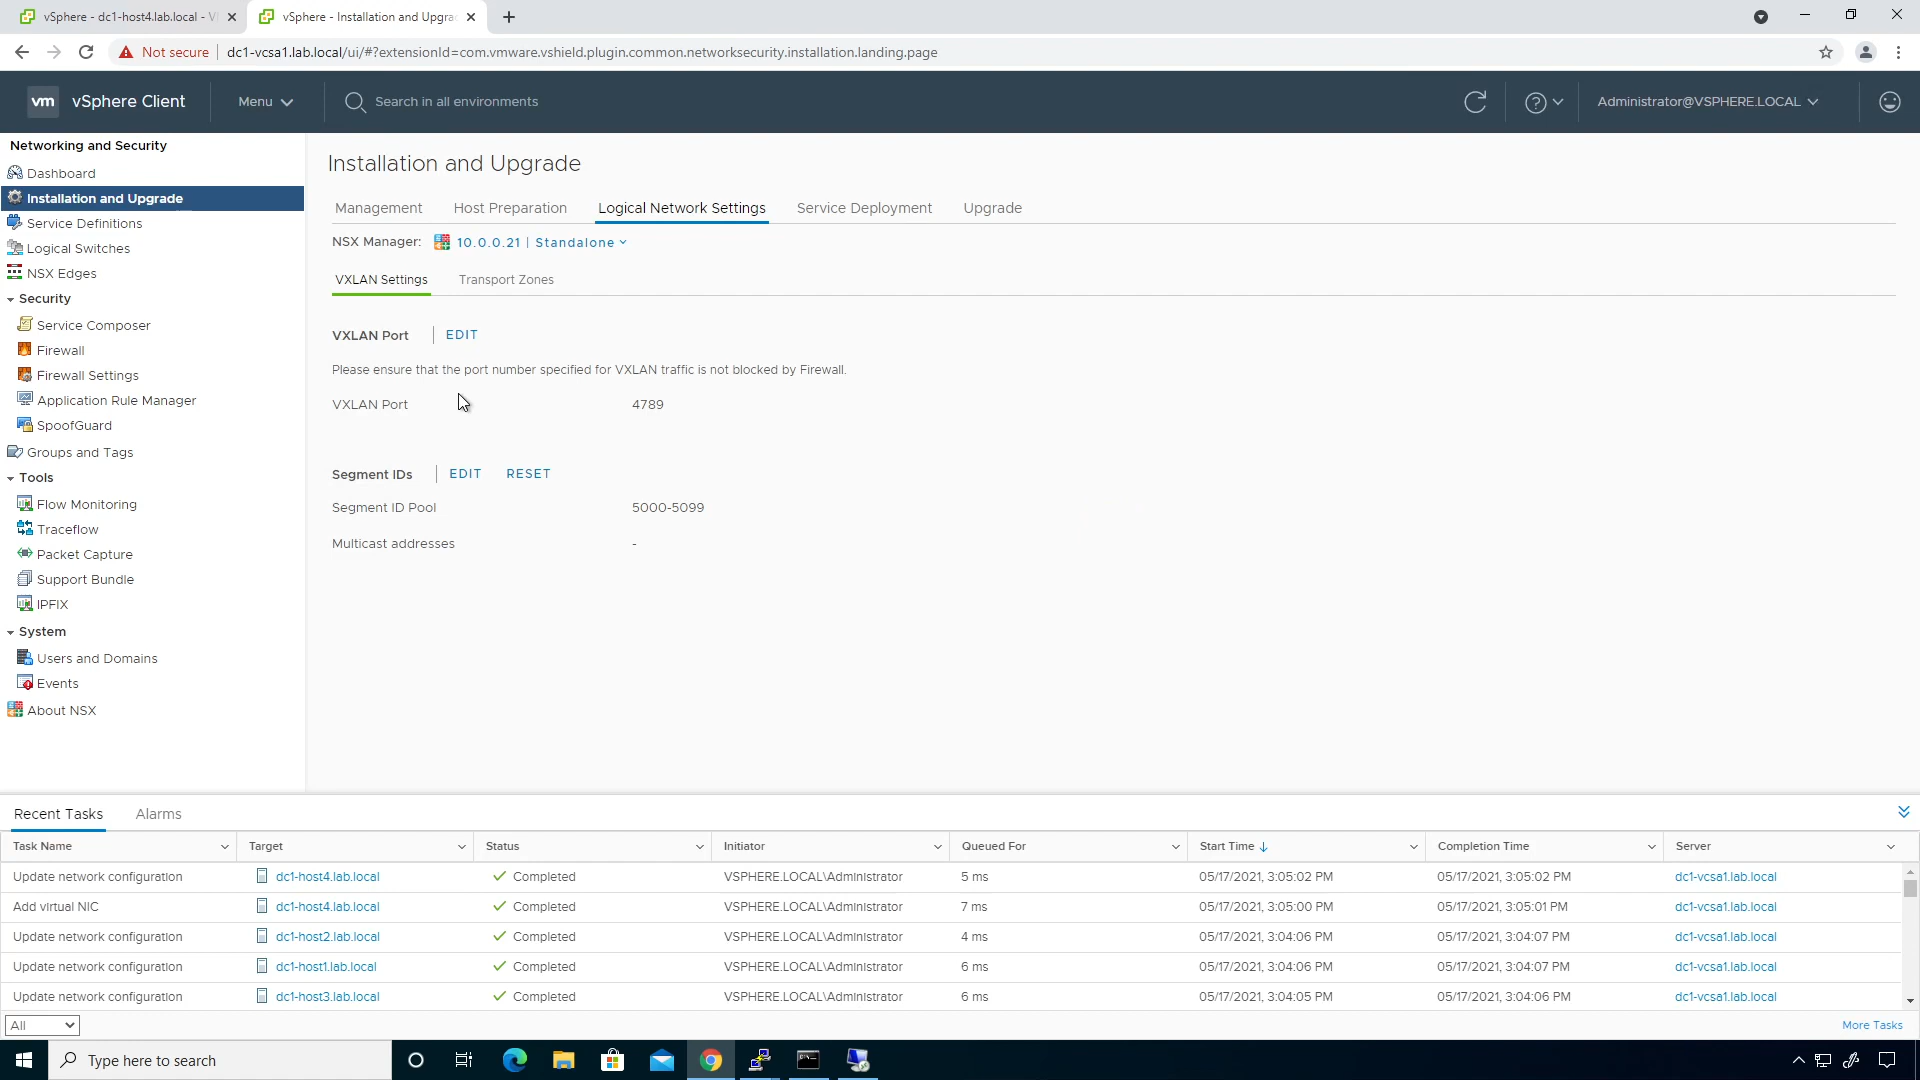 vSphere - dc1-host4.lab.local - V
vSphere - Installation and Upgra
Not secure
dc1-vcsa1.lab.local/ui/#?extensionId=com.vmware.vshield.plugin.common.networksecurity.installation.landing.page
vm
vSphere Client
Menu
Search in all environments
Administrator@VSPHERE.LOCAL
Networking and Security
Dashboard
Installation and Upgrade
Service Definitions
Logical Switches
NSX Edges
Security
Service Composer
Firewall
Firewall Settings
Application Rule Manager
SpoofGuard
Groups and Tags
Tools
Flow Monitoring
Traceflow
Packet Capture
Support Bundle
IPFIX
System
Users and Domains
Events
About NSX
Installation and Upgrade
Management Host Preparation Logical Network Settings Service Deployment Upgrade
NSX Manager: 10.0.0.21 | Standalone
VXLAN Settings Transport Zones
VXLAN Port EDIT
Please ensure that the port number specified for VXLAN traffic is not blocked by Firewall.
VXLAN Port 4789
Segment IDs EDIT RESET
Segment ID Pool 5000-5099
Multicast addresses -
Recent Tasks Alarms
Task Name Target Status Initiator Queued For Start Time Completion Time Server
Update network configuration dc1-host4.lab.local Completed VSPHERE.LOCAL\Administrator 5 ms 05/17/2021, 3:05:02 PM 05/17/2021, 3:05:02 PM dc1-vcsa1.lab.local
Add virtual NIC dc1-host4.lab.local Completed VSPHERE.LOCAL\Administrator 7 ms 05/17/2021, 3:05:00 PM 05/17/2021, 3:05:01 PM dc1-vcsa1.lab.local
Update network configuration dc1-host2.lab.local Completed VSPHERE.LOCAL\Administrator 4 ms 05/17/2021, 3:04:06 PM 05/17/2021, 3:04:07 PM dc1-vcsa1.lab.local
Update network configuration dc1-host1.lab.local Completed VSPHERE.LOCAL\Administrator 6 ms 05/17/2021, 3:04:06 PM 05/17/2021, 3:04:07 PM dc1-vcsa1.lab.local
Update network configuration dc1-host3.lab.local Completed VSPHERE.LOCAL\Administrator 6 ms 05/17/2021, 3:04:05 PM 05/17/2021, 3:04:06 PM dc1-vcsa1.lab.local
All
More Tasks
Type here to search